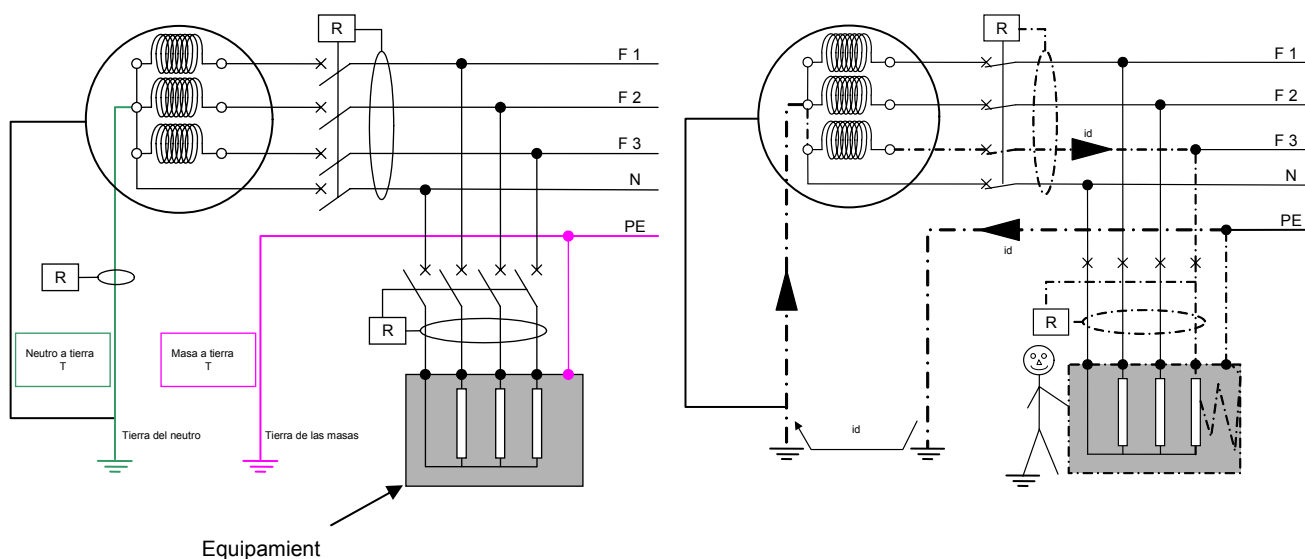 R
F 1
F 2
F 3
N
PE
R
R
Neutro a tierra
T
Masa a tierra
T
Tierra del neutro
Tierra de las masas
Equipamient
R
F 1
F 2
id
F 3
N
PE
id
R
id